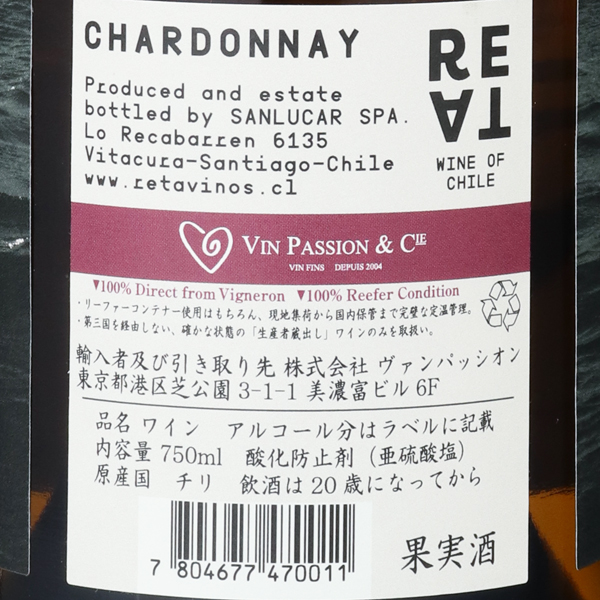 CHARDONNAY
Produced and estate
bottled by SANLUCAR SPA.
Lo Recabarren 6135
Vitacura-Santiago-Chile
www.retavinos.cl
RE
TA
WINE OF
CHILE
VIN PASSION & CIE
VIN FINS DEPUIS 2004
▼100% Direct from Vigneron ▼100% Reefer Condition
・リーファーコンテナー使用はもちろん、現地集荷から国内保管まで完璧な定温管理。
・第三国を経由しない、確かな状態の「生産者蔵出し」ワインのみを取扱い。
輸入者及び引き取り先 株式会社 ヴァンパッシオン
東京都港区芝公園 3-1-1 美濃富ビル 6F
品名 ワイン アルコール分はラベルに記載
内容量 750ml 酸化防止剤（亜硫酸塩）
原産国 チリ 飲酒は20歳になってから
果実酒
7 804677 470011